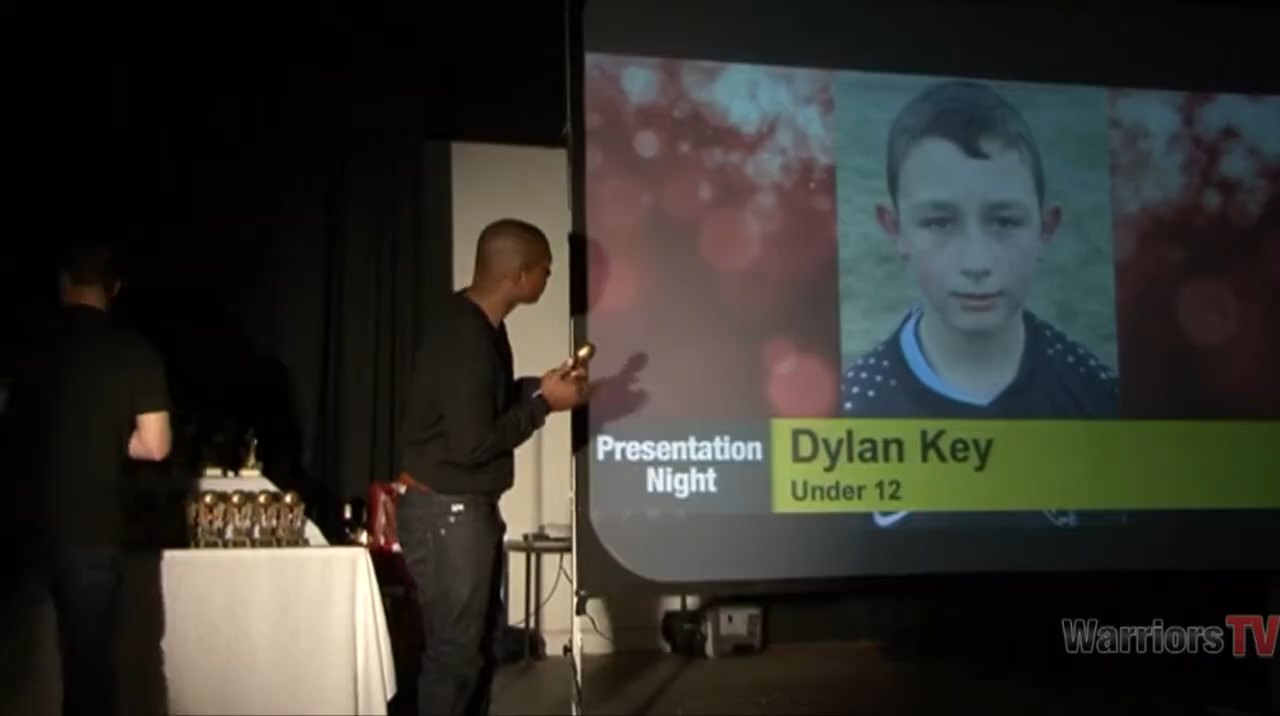 Presentation
Night
Dylan Key
Under 12
WarriorsTV